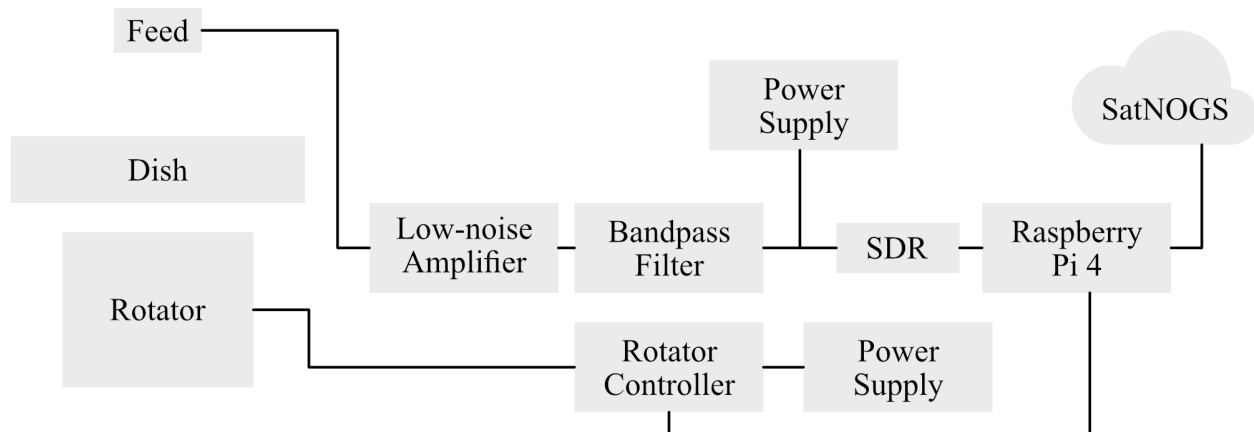 Feed
Power
Supply
SatNOGS
Dish
Low-noise
Amplifier
Bandpass
Filter
SDR
Raspberry
Pi 4
Rotator
Rotator
Controller
Power
Supply